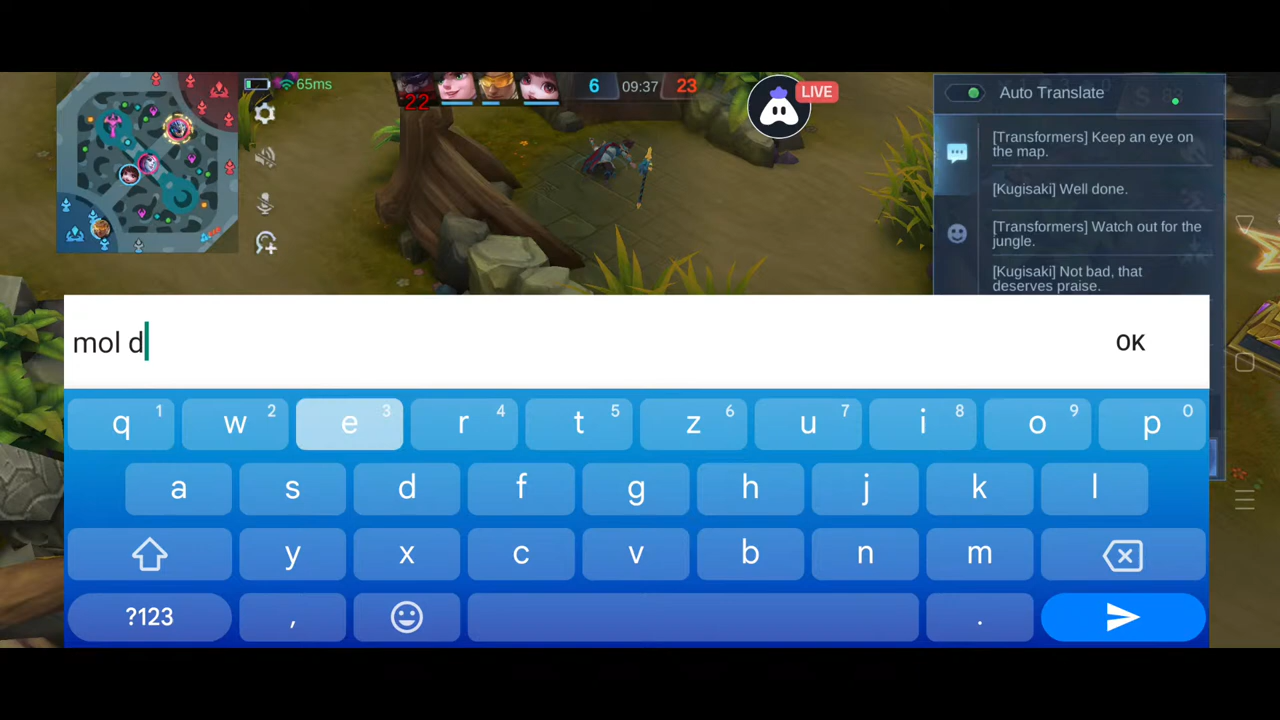 65ms
22
6 09:37 23
LIVE
Auto Translate
[Transformers] Keep an eye on
the map.
[Kugisaki] Well done.
[Transformers] Watch out for the
jungle.
[Kugisaki] Not bad, that
deserves praise.
mol d
OK
q 1 w 2 e 3 r 4 t 5 z 6 u 7 i 8 o 9 p 0
a s d f g h j k l
y x c v b n m
?123 , .